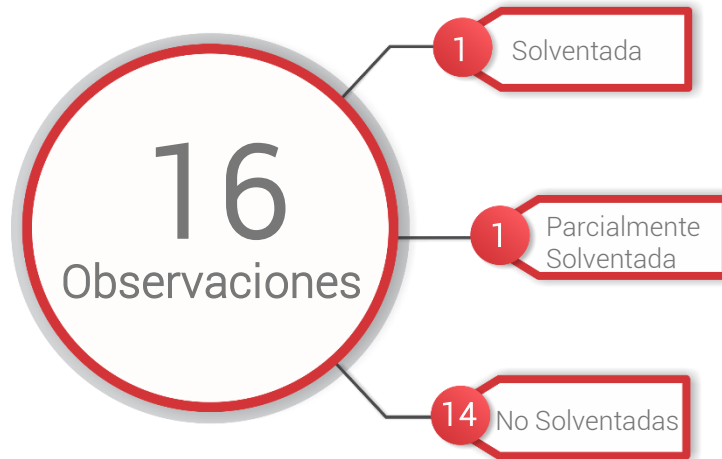 16
Observaciones
1
Solventada
1
Parcialmente
Solventada
14
No Solventadas